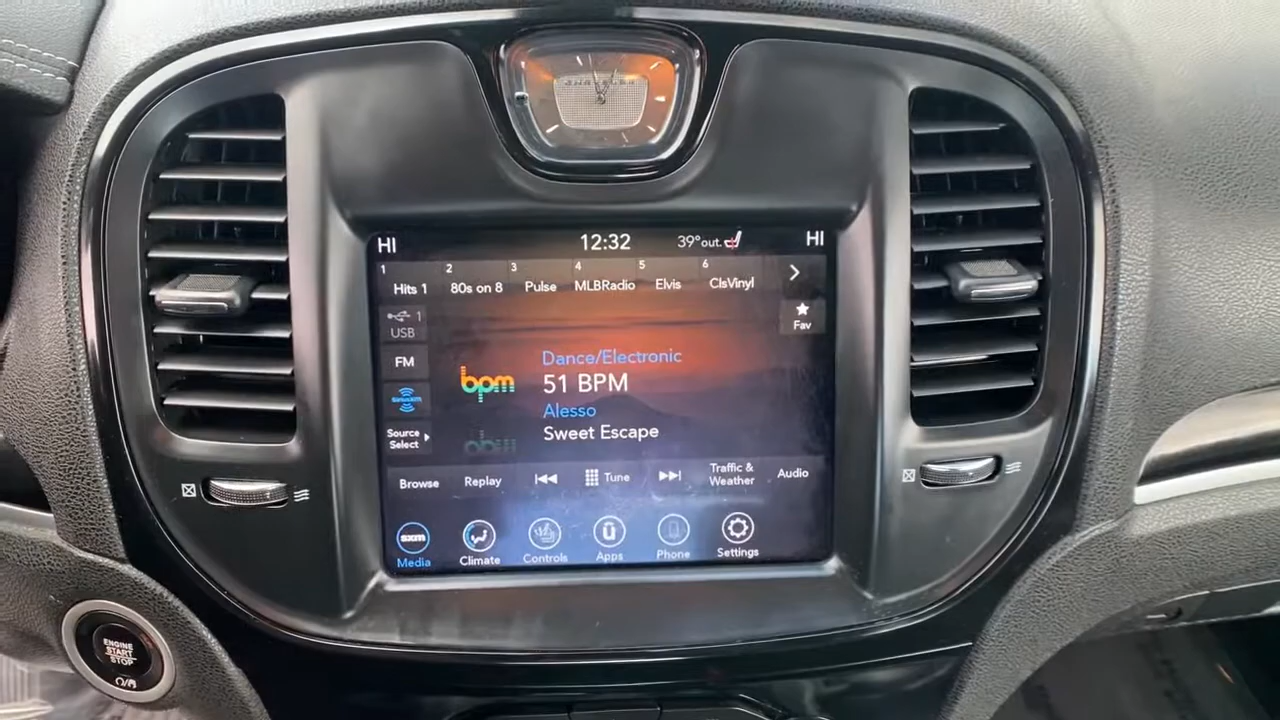 CHRYSLER
HI 12:32 39°out. HI
1 2 3 4 5 6
Hits 1 80s on 8 Pulse MLBRadio Elvis ClsVinyl
1
USB
Fav
FM
Dance/Electronic
bpm
51 BPM
siriusxm
Alesso
Source
Select
Sweet Escape
Browse Replay Tune Traffic &
Weather Audio
sxm
Media Climate Controls Apps Phone Settings
ENGINE
START
STOP